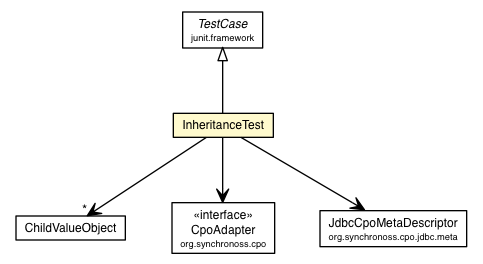 TestCase
junit.framework
InheritanceTest
*
ChildValueObject
«interface»
CpoAdapter
org.synchronoss.cpo
JdbcCpoMetaDescriptor
org.synchronoss.cpo.jdbc.meta